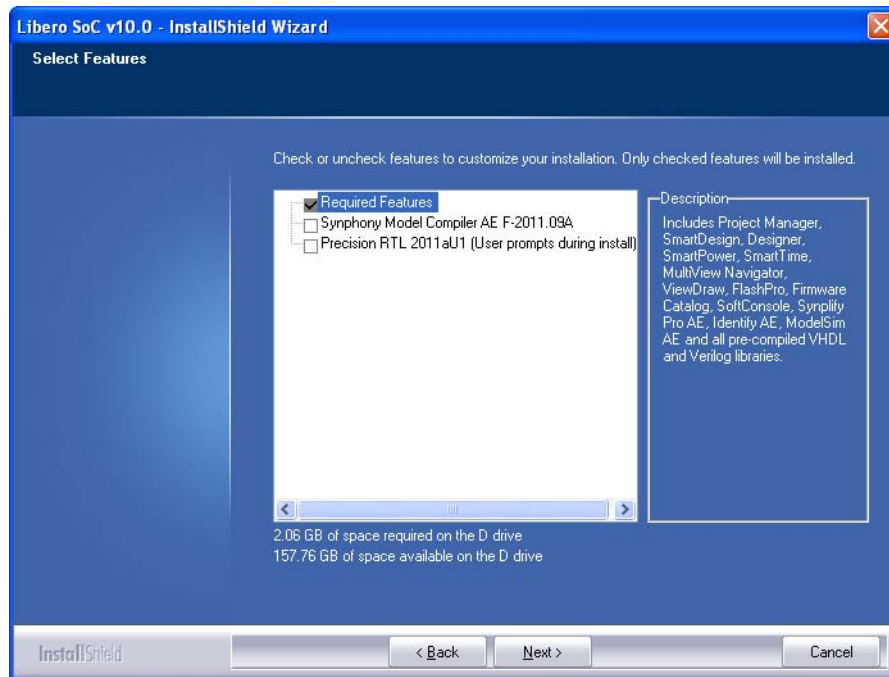 Libero SoC v10.0 - InstallShield Wizard
Select Features
Check or uncheck features to customize your installation. Only checked features will be installed.
Required Features
Synphony Model Compiler AE F-2011.09A
Precision RTL 2011aU1 (User prompts during install)
Description
Includes Project Manager,
SmartDesign, Designer,
SmartPower, SmartTime,
MultiView Navigator,
ViewDraw, FlashPro, Firmware
Catalog, SoftConsole, Synplify
Pro AE, Identify AE, ModelSim
AE and all pre-compiled VHDL
and Verilog libraries.
2.06 GB of space required on the D drive
157.76 GB of space available on the D drive
InstallShield
< Back
Next >
Cancel